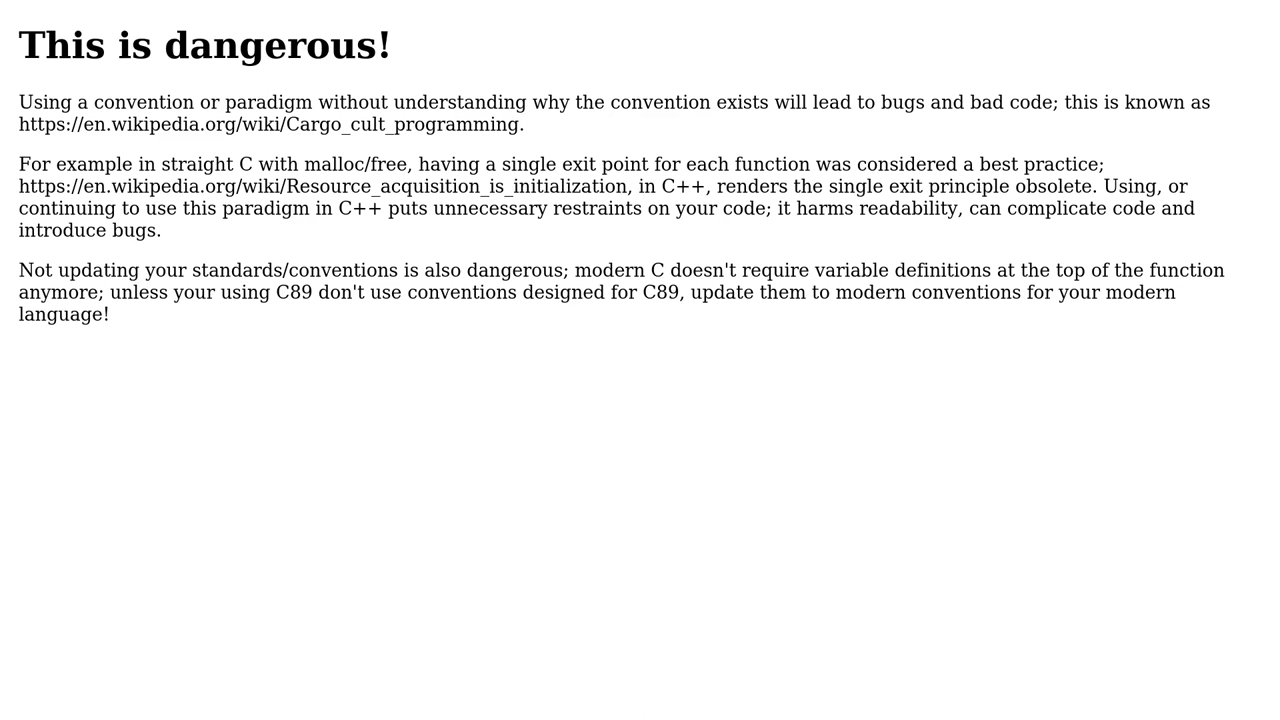 This is dangerous!
Using a convention or paradigm without understanding why the convention exists will lead to bugs and bad code; this is known as
https://en.wikipedia.org/wiki/Cargo_cult_programming.
For example in straight C with malloc/free, having a single exit point for each function was considered a best practice;
https://en.wikipedia.org/wiki/Resource_acquisition_is_initialization, in C++, renders the single exit principle obsolete. Using, or
continuing to use this paradigm in C++ puts unnecessary restraints on your code; it harms readability, can complicate code and
introduce bugs.
Not updating your standards/conventions is also dangerous; modern C doesn't require variable definitions at the top of the function
anymore; unless your using C89 don't use conventions designed for C89, update them to modern conventions for your modern
language!